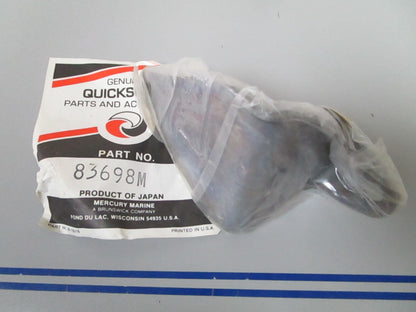 GENU
QUICKS
PARTS AND AC
PART NO.
83698M
PRODUCT OF JAPAN
MERCURY MARINE
A BRUNSWICK COMPANY
FOND DU LAC, WISCONSIN 54935 U.S.A.
PRINTED IN U.S.A.